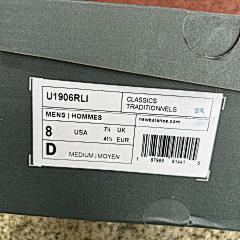 U1906RLI
CLASSICS
TRADITIONNELS
MENS | HOMMES
newbalance.com
8 USA 7½ UK
41½ EUR
D MEDIUM | MOYEN